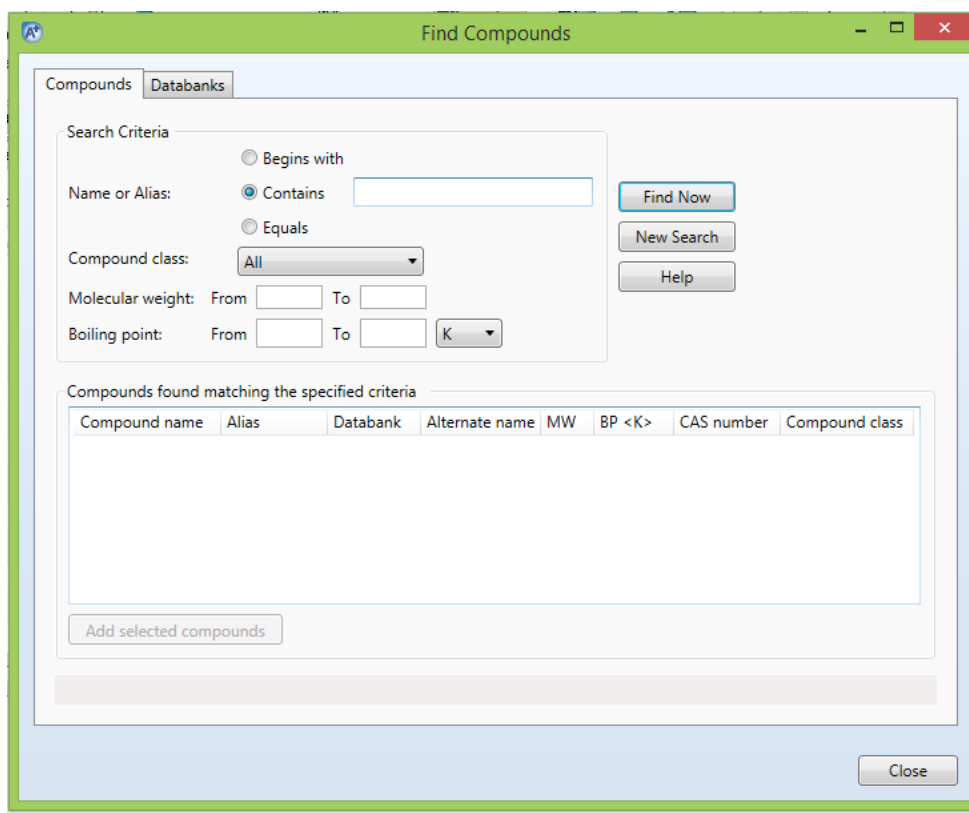 Find Compounds
Compounds Databanks
Search Criteria
Begins with
Name or Alias: Contains
Find Now
Equals
New Search
Compound class: All
Help
Molecular weight: From To
Boiling point: From To K
Compounds found matching the specified criteria
Compound name Alias Databank Alternate name MW BP <K> CAS number Compound class
Add selected compounds
Close